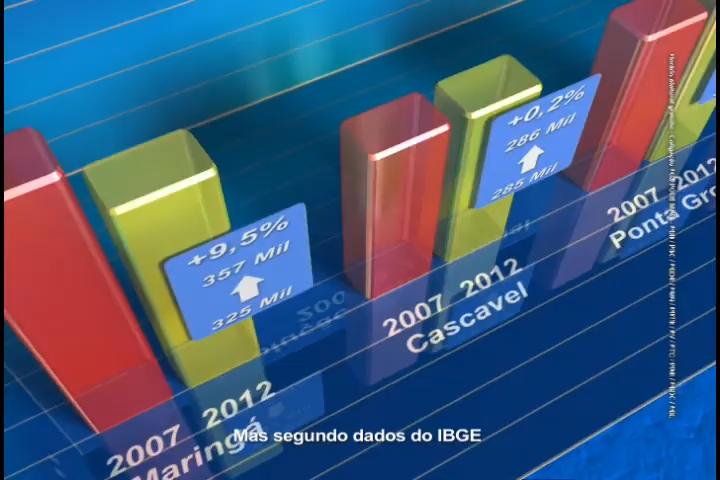 +9,5%
357 Mil
325 Mil
2007 2012
Maringá
+0,2%
286 Mil
285 Mil
2007 2012
Cascavel
2007 2012
Ponta Gro
Mas segundo dados do IBGE